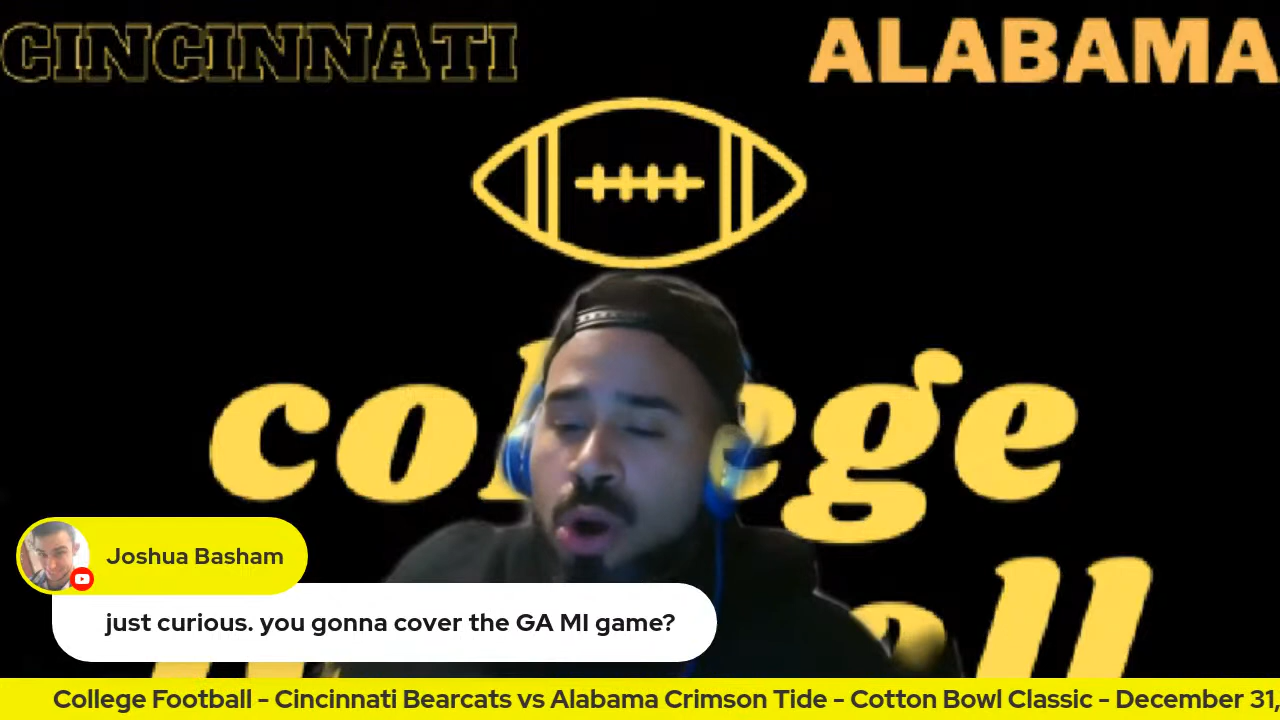 CINCINNATI
ALABAMA
Joshua Basham
just curious. you gonna cover the GA MI game?
College Football - Cincinnati Bearcats vs Alabama Crimson Tide - Cotton Bowl Classic - December 31,